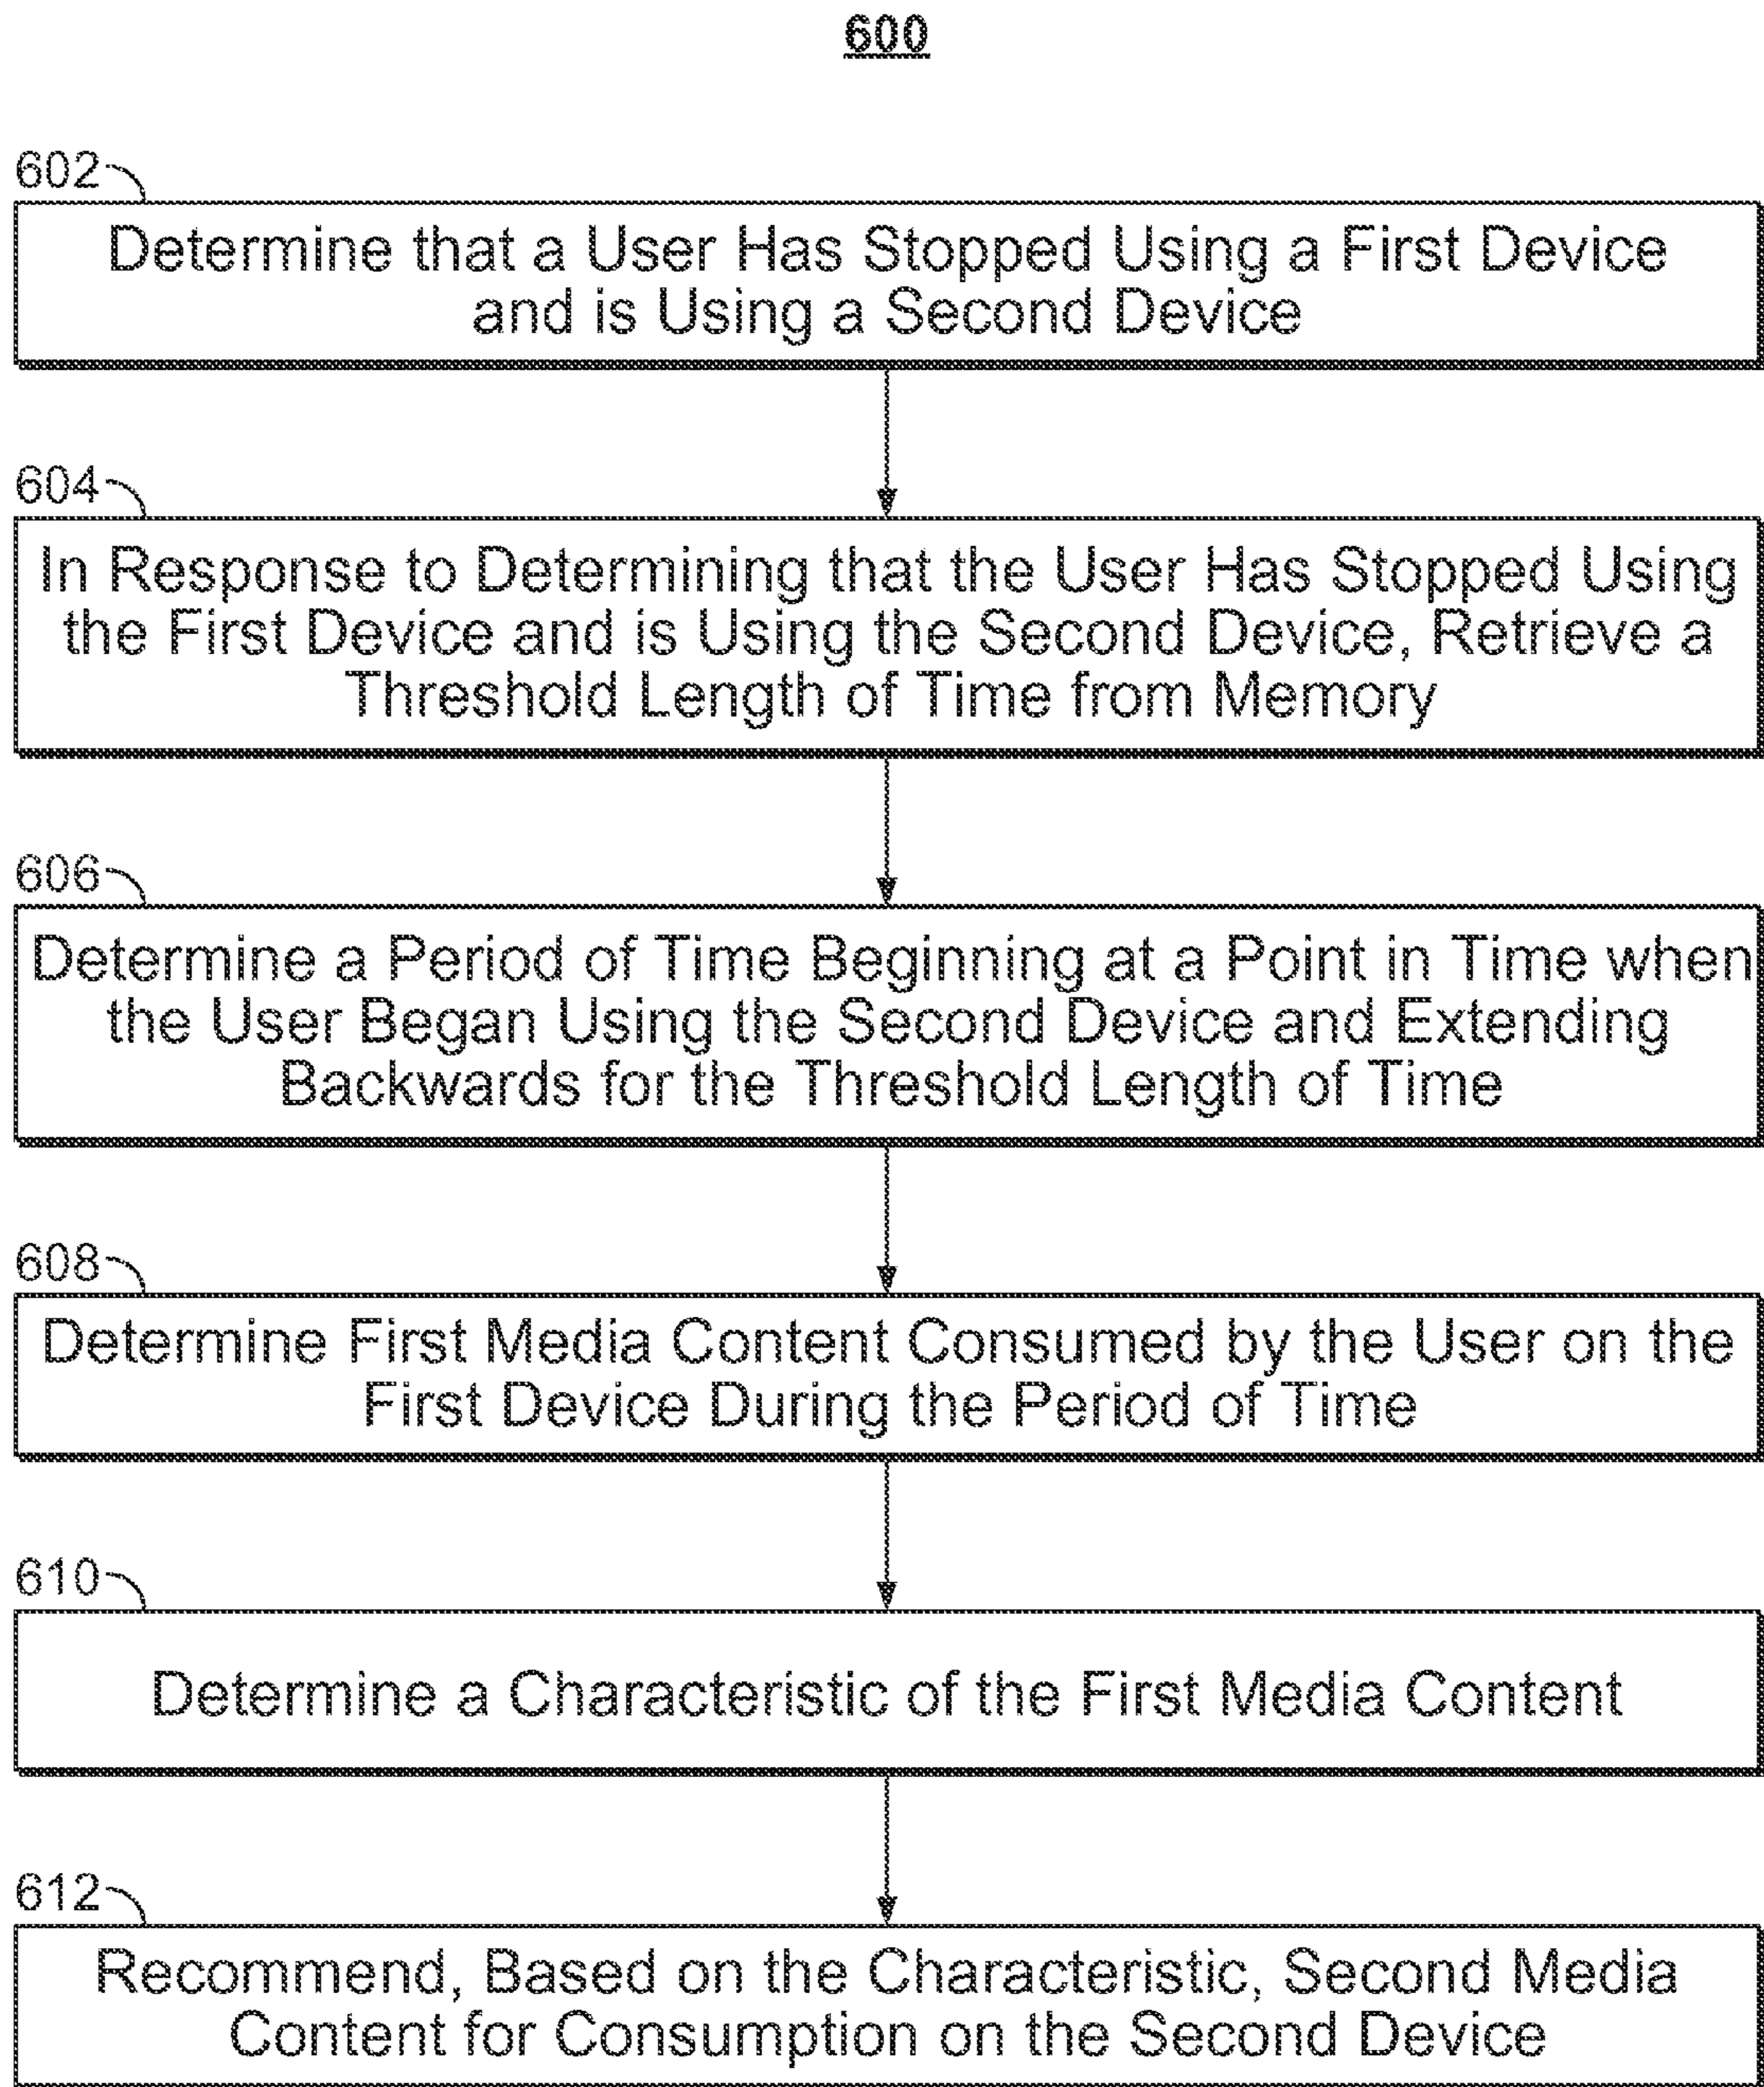 600
602
Determine that a User Has Stopped Using a First Device
and is Using a Second Device
604
In Response to Determining that the User Has Stopped Using
the First Device and is Using the Second Device, Retrieve a
Threshold Length of Time from Memory
606
Determine a Period of Time Beginning at a Point in Time when
the User Began Using the Second Device and Extending
Backwards for the Threshold Length of Time
608
Determine First Media Content Consumed by the User on the
First Device During the Period of Time
610
Determine a Characteristic of the First Media Content
612
Recommend, Based on the Characteristic, Second Media
Content for Consumption on the Second Device